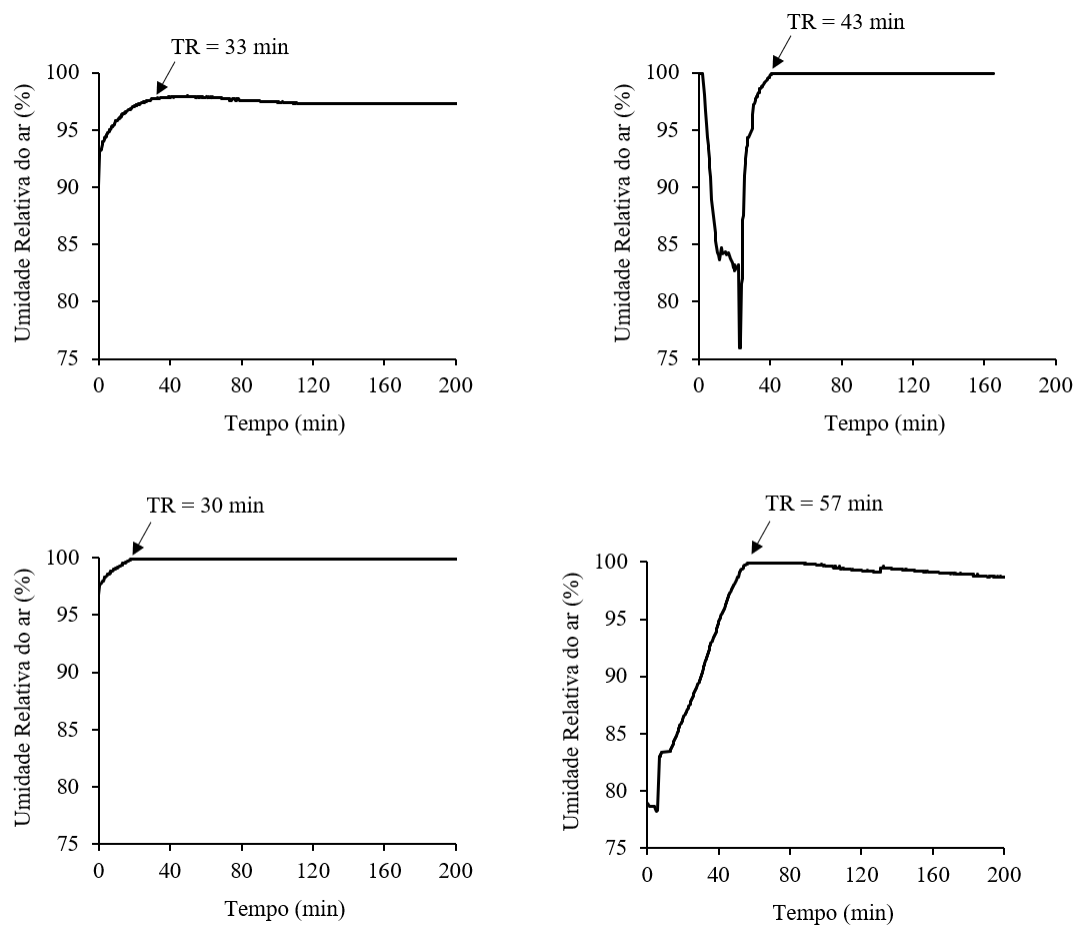 TR = 33 min
100
95
90
85
80
75
0 40 80 120 160 200
Umidade Relativa do ar (%)
Tempo (min)
TR = 43 min
100
95
90
85
80
75
0 40 80 120 160 200
Umidade Relativa do ar (%)
Tempo (min)
TR = 30 min
100
95
90
85
80
75
0 40 80 120 160 200
Umidade Relativa do ar (%)
Tempo (min)
TR = 57 min
100
95
90
85
80
75
0 40 80 120 160 200
Umidade Relativa do ar (%)
Tempo (min)